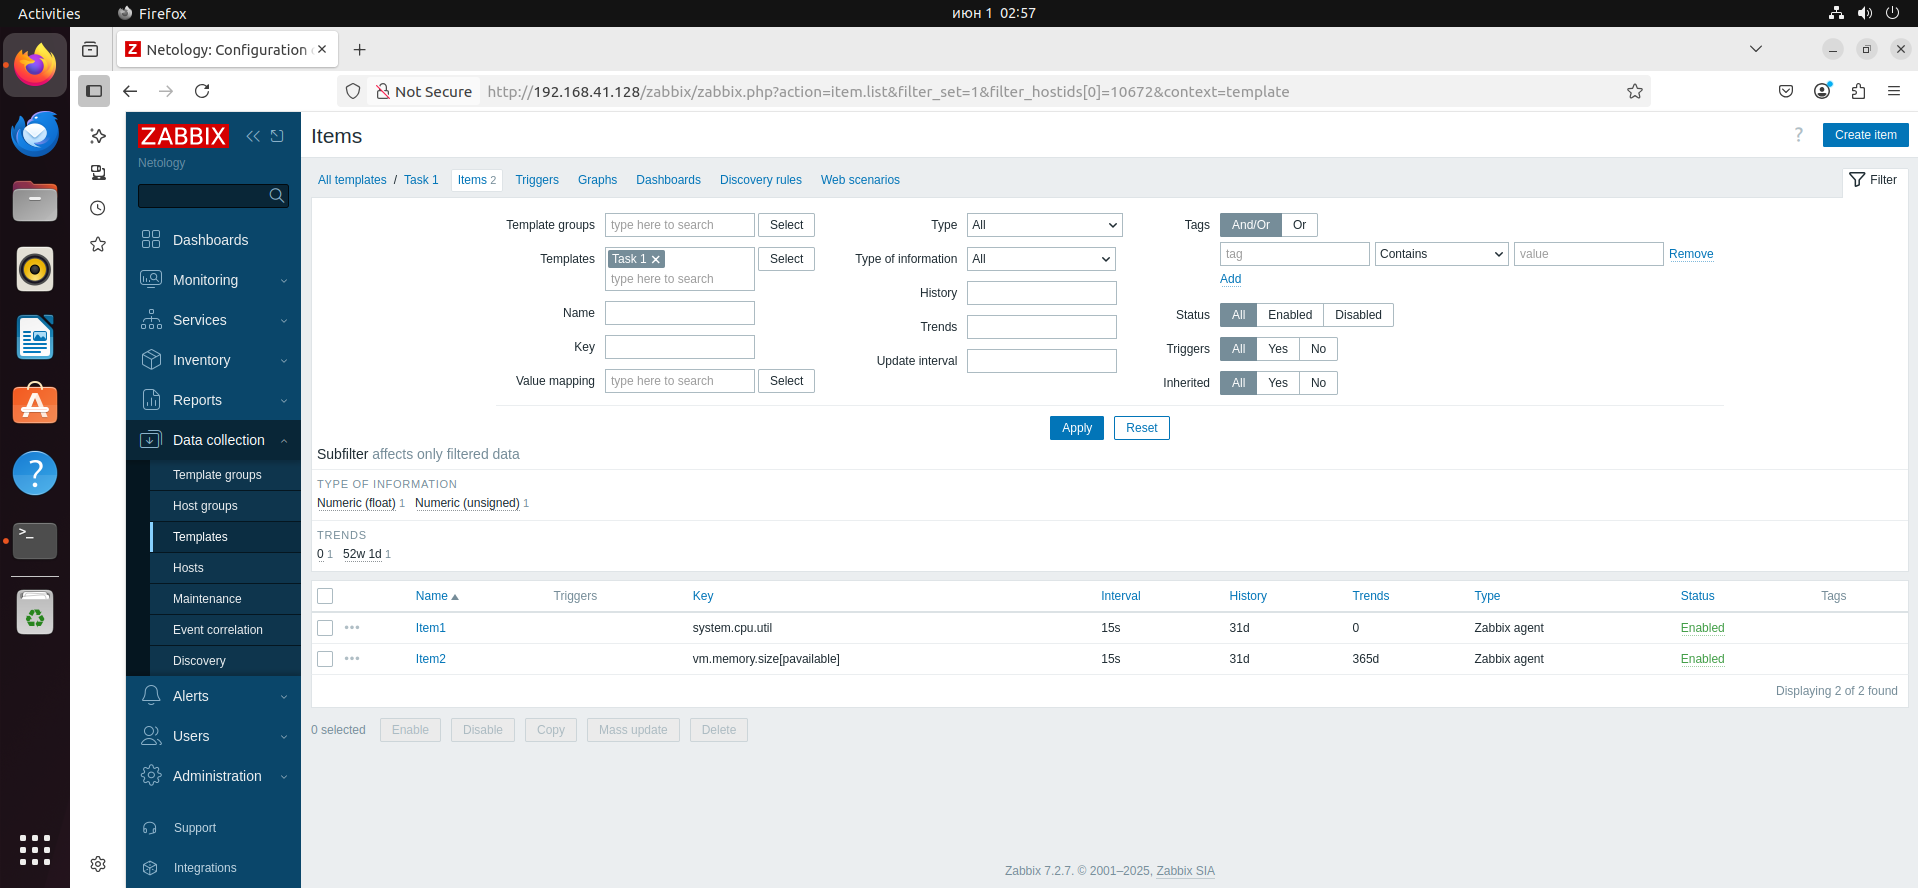 Activities Firefox июн 1 02:57
Netology: Configuration
Not Secure http://192.168.41.128/zabbix/zabbix.php?action=item.list&filter_set=1&filter_hostids[0]=10672&context=template
ZABBIX
Netology
Dashboards
Monitoring
Services
Inventory
Reports
Data collection
Template groups
Host groups
Templates
Hosts
Maintenance
Event correlation
Discovery
Alerts
Users
Administration
Support
Integrations
Items ? Create item
All templates / Task 1 Items 2 Triggers Graphs Dashboards Discovery rules Web scenarios Filter
Template groups type here to search Select Type All Tags And/Or Or
Templates Task 1 type here to search Select Type of information All tag Contains value Remove
Add
Name History Status All Enabled Disabled
Key Trends Triggers All Yes No
Value mapping type here to search Select Update interval Inherited All Yes No
Apply Reset
Subfilter affects only filtered data
TYPE OF INFORMATION
Numeric (float) 1 Numeric (unsigned) 1
TRENDS
0 1 52w 1d 1
Name Triggers Key Interval History Trends Type Status Tags
Item1 system.cpu.util 15s 31d 0 Zabbix agent Enabled
Item2 vm.memory.size[pavailable] 15s 31d 365d Zabbix agent Enabled
Displaying 2 of 2 found
0 selected Enable Disable Copy Mass update Delete
Zabbix 7.2.7. © 2001–2025, Zabbix SIA